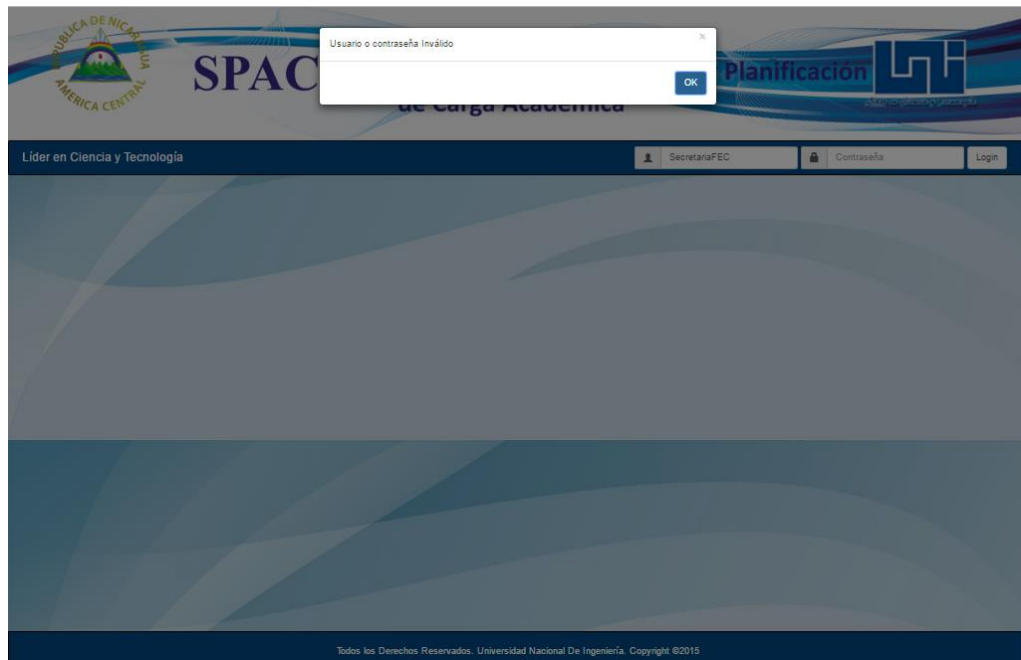 REPUBLICA DE NICARAGUA
AMERICA CENTRAL
Usuario o contraseña Inválido
x
OK
SPAC
Planificación
de Carga Académica
Líder en Ciencia y Tecnología
SecretariaFEC
Contraseña
Login
Todos los Derechos Reservados. Universidad Nacional De Ingeniería. Copyright ©2015